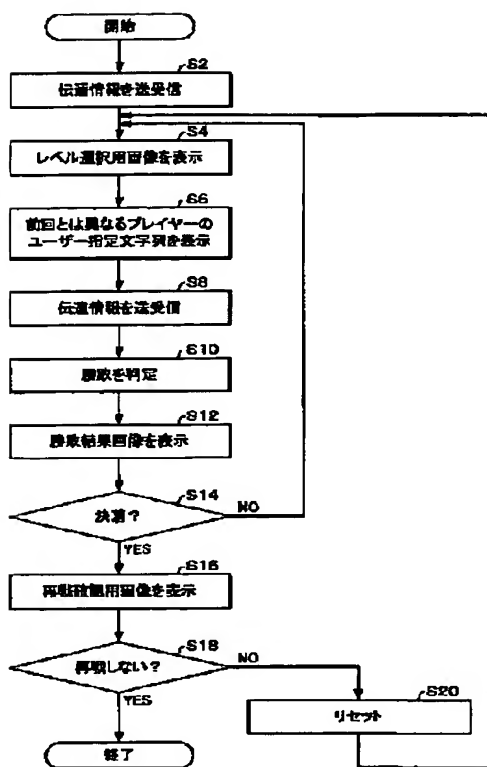 開始
S2
伝達情報を送受信
S4
レベル選択用画像を表示
S6
前回とは異なるプレイヤーの
ユーザー指定文字列を表示
S8
伝達情報を送受信
S10
勝敗を判定
S12
勝敗結果画像を表示
S14
決着?
NO
YES
S16
再戦確認用画像を表示
S18
再戦しない?
NO
YES
S20
リセット
終了